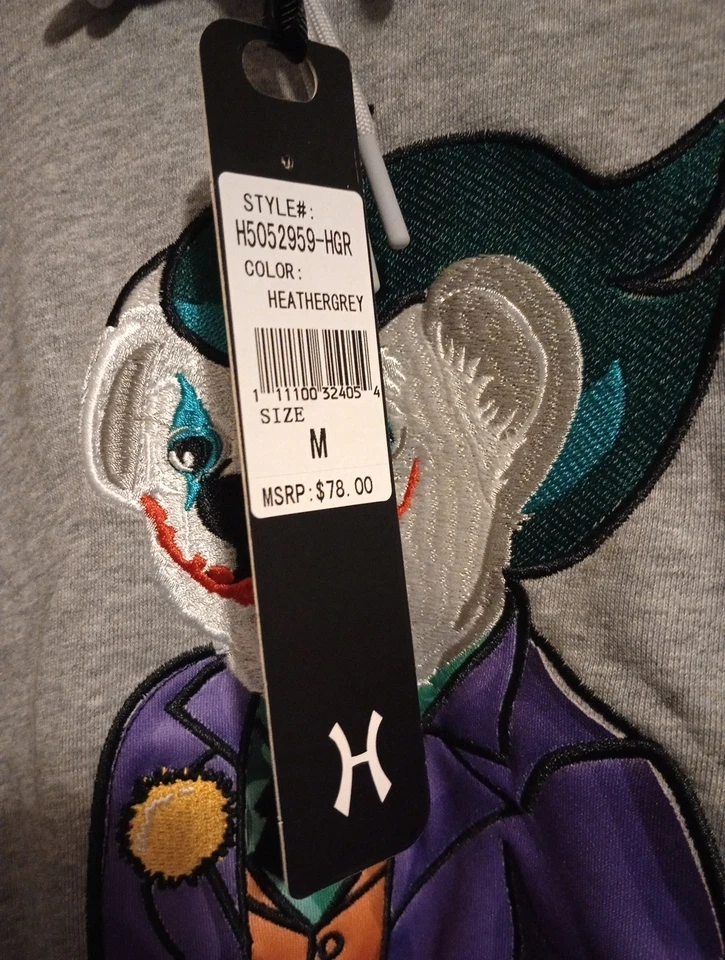 STYLE#:
H5052959-HGR
COLOR:
HEATHERGREY
1 11100 32405 4
SIZE
M
MSRP:$78.00
H